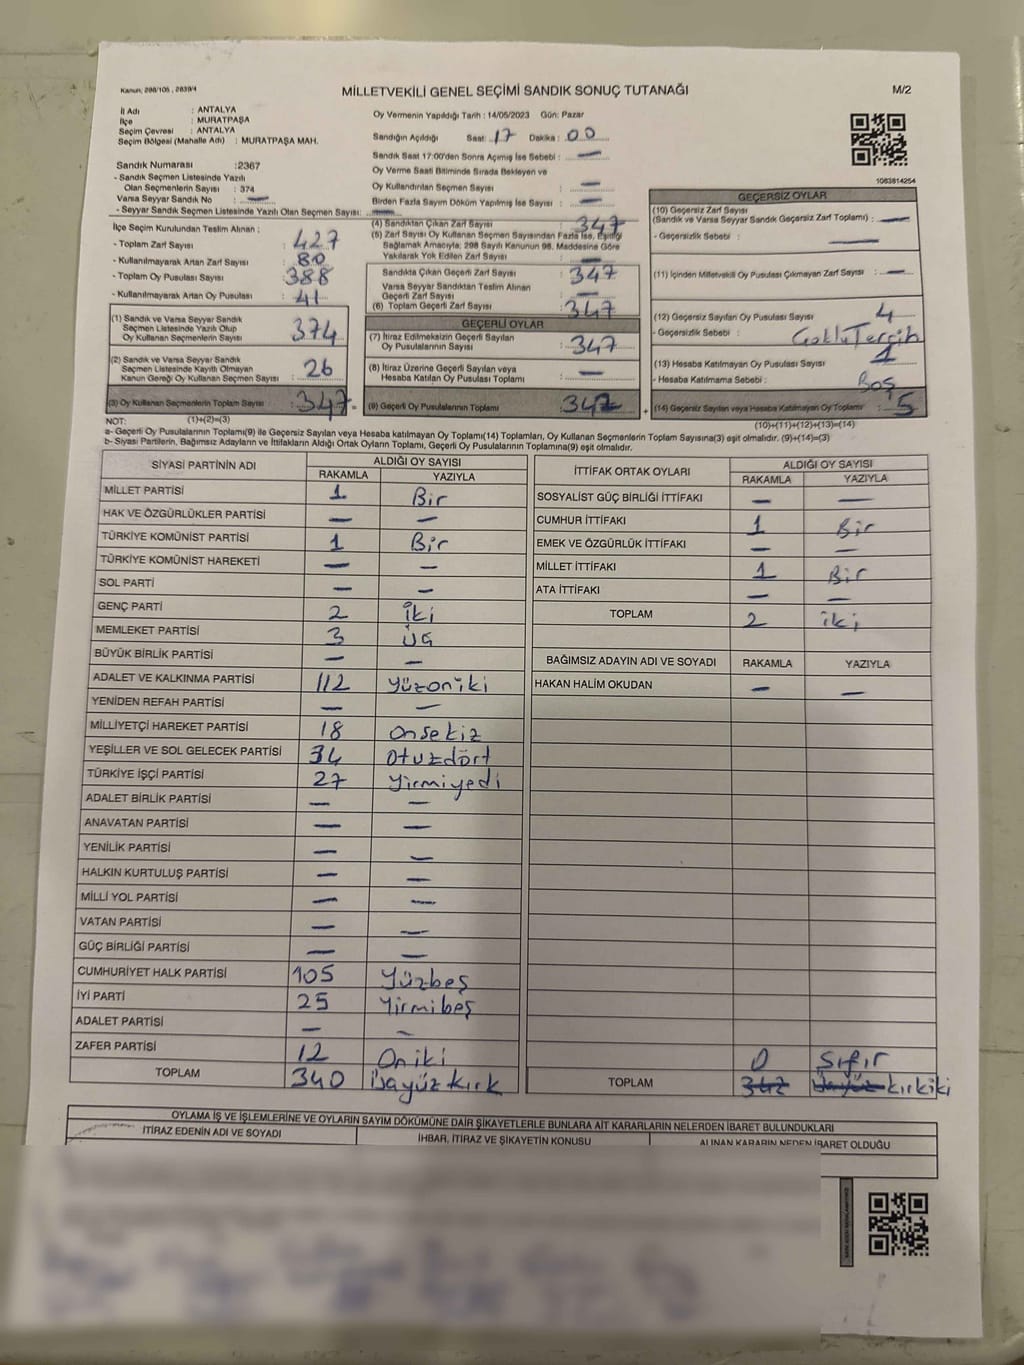 Kanun, 298/105 , 2839/4
MİLLETVEKİLİ GENEL SEÇİMİ SANDIK SONUÇ TUTANAĞI
M/2
İl Adı : ANTALYA
İlçe : MURATPAŞA
Seçim Çevresi : ANTALYA
Seçim Bölgesi (Mahalle Adı) : MURATPAŞA MAH.
Sandık Numarası :2367
- Sandık Seçmen Listesinde Yazılı
Olan Seçmenlerin Sayısı : 374
Varsa Seyyar Sandık No : —
- Seyyar Sandık Seçmen Listesinde Yazılı Olan Seçmen Sayısı: —
İlçe Seçim Kurulundan Teslim Alınan ;
- Toplam Zarf Sayısı : 427
- Kullanılmayarak Artan Zarf Sayısı : 80
- Toplam Oy Pusulası Sayısı : 388
- Kullanılmayarak Artan Oy Pusulası : 41
(1) Sandık ve Varsa Seyyar Sandık
Seçmen Listesinde Yazılı Olup
Oy Kullanan Seçmen Sayısı : 374
(2) Sandık ve Varsa Seyyar Sandık
Seçmen Listesinde Kayıtlı Olmayan
Kanun Gereği Oy Kullanan Seçmen Sayısı : 26
(3) Oy Kullanan Seçmenlerin Toplam Sayısı : 347
Oy Vermenin Yapıldığı Tarih : 14/05/2023 Gün: Pazar
Sandığın Açıldığı Saat: 17 Dakika : 00
Sandık Saat 17:00'den Sonra Açımış İse Sebebi : —
Oy Verme Saati Bitiminde Sırada Bekleyen ve
Oy Kullandırılan Seçmen Sayısı : —
Birden Fazla Sayım Döküm Yapılmış İse Sayısı : —
(4) Sandıktan Çıkan Zarf Sayısı : 347
(5) Zarf Sayısı Oy Kullanan Seçmen Sayısından Fazla İse, Eşitliği
Sağlamak Amacıyla; 298 Sayılı Kanunun 98. Maddesine Göre
Yakılarak Yok Edilen Zarf Sayısı : —
Sandıkta Çıkan Geçerli Zarf Sayısı : 347
Varsa Seyyar Sandıktan Teslim Alınan
Geçerli Zarf Sayısı : —
(6) Toplam Geçerli Zarf Sayısı : 347
GEÇERLİ OYLAR
(7) İtiraz Edilmeksizin Geçerli Sayılan
Oy Pusulalarının Sayısı : 347
(8) İtiraz Üzerine Geçerli Sayılan veya
Hesaba Katılan Oy Pusulası Toplamı : —
(9) Geçerli Oy Pusulalarının Toplamı : 342
1083814254
GEÇERSİZ OYLAR
(10) Geçersiz Zarf Sayısı
(Sandık ve Varsa Seyyar Sandık Geçersiz Zarf Toplamı) : —
- Geçersizlik Sebebi : —
(11) İçinden Milletvekili Oy Pusulası Çıkmayan Zarf Sayısı : —
(12) Geçersiz Sayılan Oy Pusulası Sayısı : 4
- Geçersizlik Sebebi : Çoklu Tercih
(13) Hesaba Katılmayan Oy Pusulası Sayısı : 1
- Hesaba Katılmama Sebebi : Boş
(14) Geçersiz Sayılan veya Hesaba Katılmayan Oy Toplamı : 5
NOT: (1)+(2)=(3)
(10)+(11)+(12)+(13)=(14)
a- Geçerli Oy Pusulalarının Toplamı(9) ile Geçersiz Sayılan veya Hesaba katılmayan Oy Toplamı(14) Toplamları, Oy Kullanan Seçmenlerin Toplam Sayısına(3) eşit olmalıdır. (9)+(14)=(3)
b- Siyasi Partilerin, Bağımsız Adayların ve İttifakların Aldığı Ortak Oyların Toplamı, Geçerli Oy Pusulalarının Toplamına(9) eşit olmalıdır.
SİYASİ PARTİNİN ADI ALDIĞI OY SAYISI
RAKAMLA YAZIYLA
MİLLET PARTİSİ 1 Bir
HAK VE ÖZGÜRLÜKLER PARTİSİ — —
TÜRKİYE KOMÜNİST PARTİSİ 1 Bir
TÜRKİYE KOMÜNİST HAREKETİ — —
SOL PARTİ — —
GENÇ PARTİ 2 İki
MEMLEKET PARTİSİ 3 Üç
BÜYÜK BİRLİK PARTİSİ — —
ADALET VE KALKINMA PARTİSİ 112 Yüzoniki
YENİDEN REFAH PARTİSİ — —
MİLLİYETÇİ HAREKET PARTİSİ 18 Onsekiz
YEŞİLLER VE SOL GELECEK PARTİSİ 34 Otuzdört
TÜRKİYE İŞÇİ PARTİSİ 27 Yirmiyedi
ADALET BİRLİK PARTİSİ — —
ANAVATAN PARTİSİ — —
YENİLİK PARTİSİ — —
HALKIN KURTULUŞ PARTİSİ — —
MİLLİ YOL PARTİSİ — —
VATAN PARTİSİ — —
GÜÇ BİRLİĞİ PARTİSİ — —
CUMHURİYET HALK PARTİSİ 105 Yüzbeş
İYİ PARTİ 25 Yirmibeş
ADALET PARTİSİ — —
ZAFER PARTİSİ 12 Oniki
TOPLAM 340 Üçyüz kırk
İTTİFAK ORTAK OYLARI ALDIĞI OY SAYISI
RAKAMLA YAZIYLA
SOSYALİST GÜÇ BİRLİĞİ İTTİFAKI — —
CUMHUR İTTİFAKI 1 Bir
EMEK VE ÖZGÜRLÜK İTTİFAKI — —
MİLLET İTTİFAKI 1 Bir
ATA İTTİFAKI — —
TOPLAM 2 iki
BAĞIMSIZ ADAYIN ADI VE SOYADI RAKAMLA YAZIYLA
HAKAN HALİM OKUDAN — —
0 Sıfır
TOPLAM 342 Üçyüz kırkiki
OYLAMA İŞ VE İŞLEMLERİNE VE OYLARIN SAYIM DÖKÜMÜNE DAİR ŞİKAYETLERLE BUNLARA AİT KARARLARIN NELERDEN İBARET BULUNDUKLARI
İTİRAZ EDENİN ADI VE SOYADI İHBAR, İTİRAZ VE ŞİKAYETİN KONUSU ALINAN KARARIN NEDEN İBARET OLDUĞU